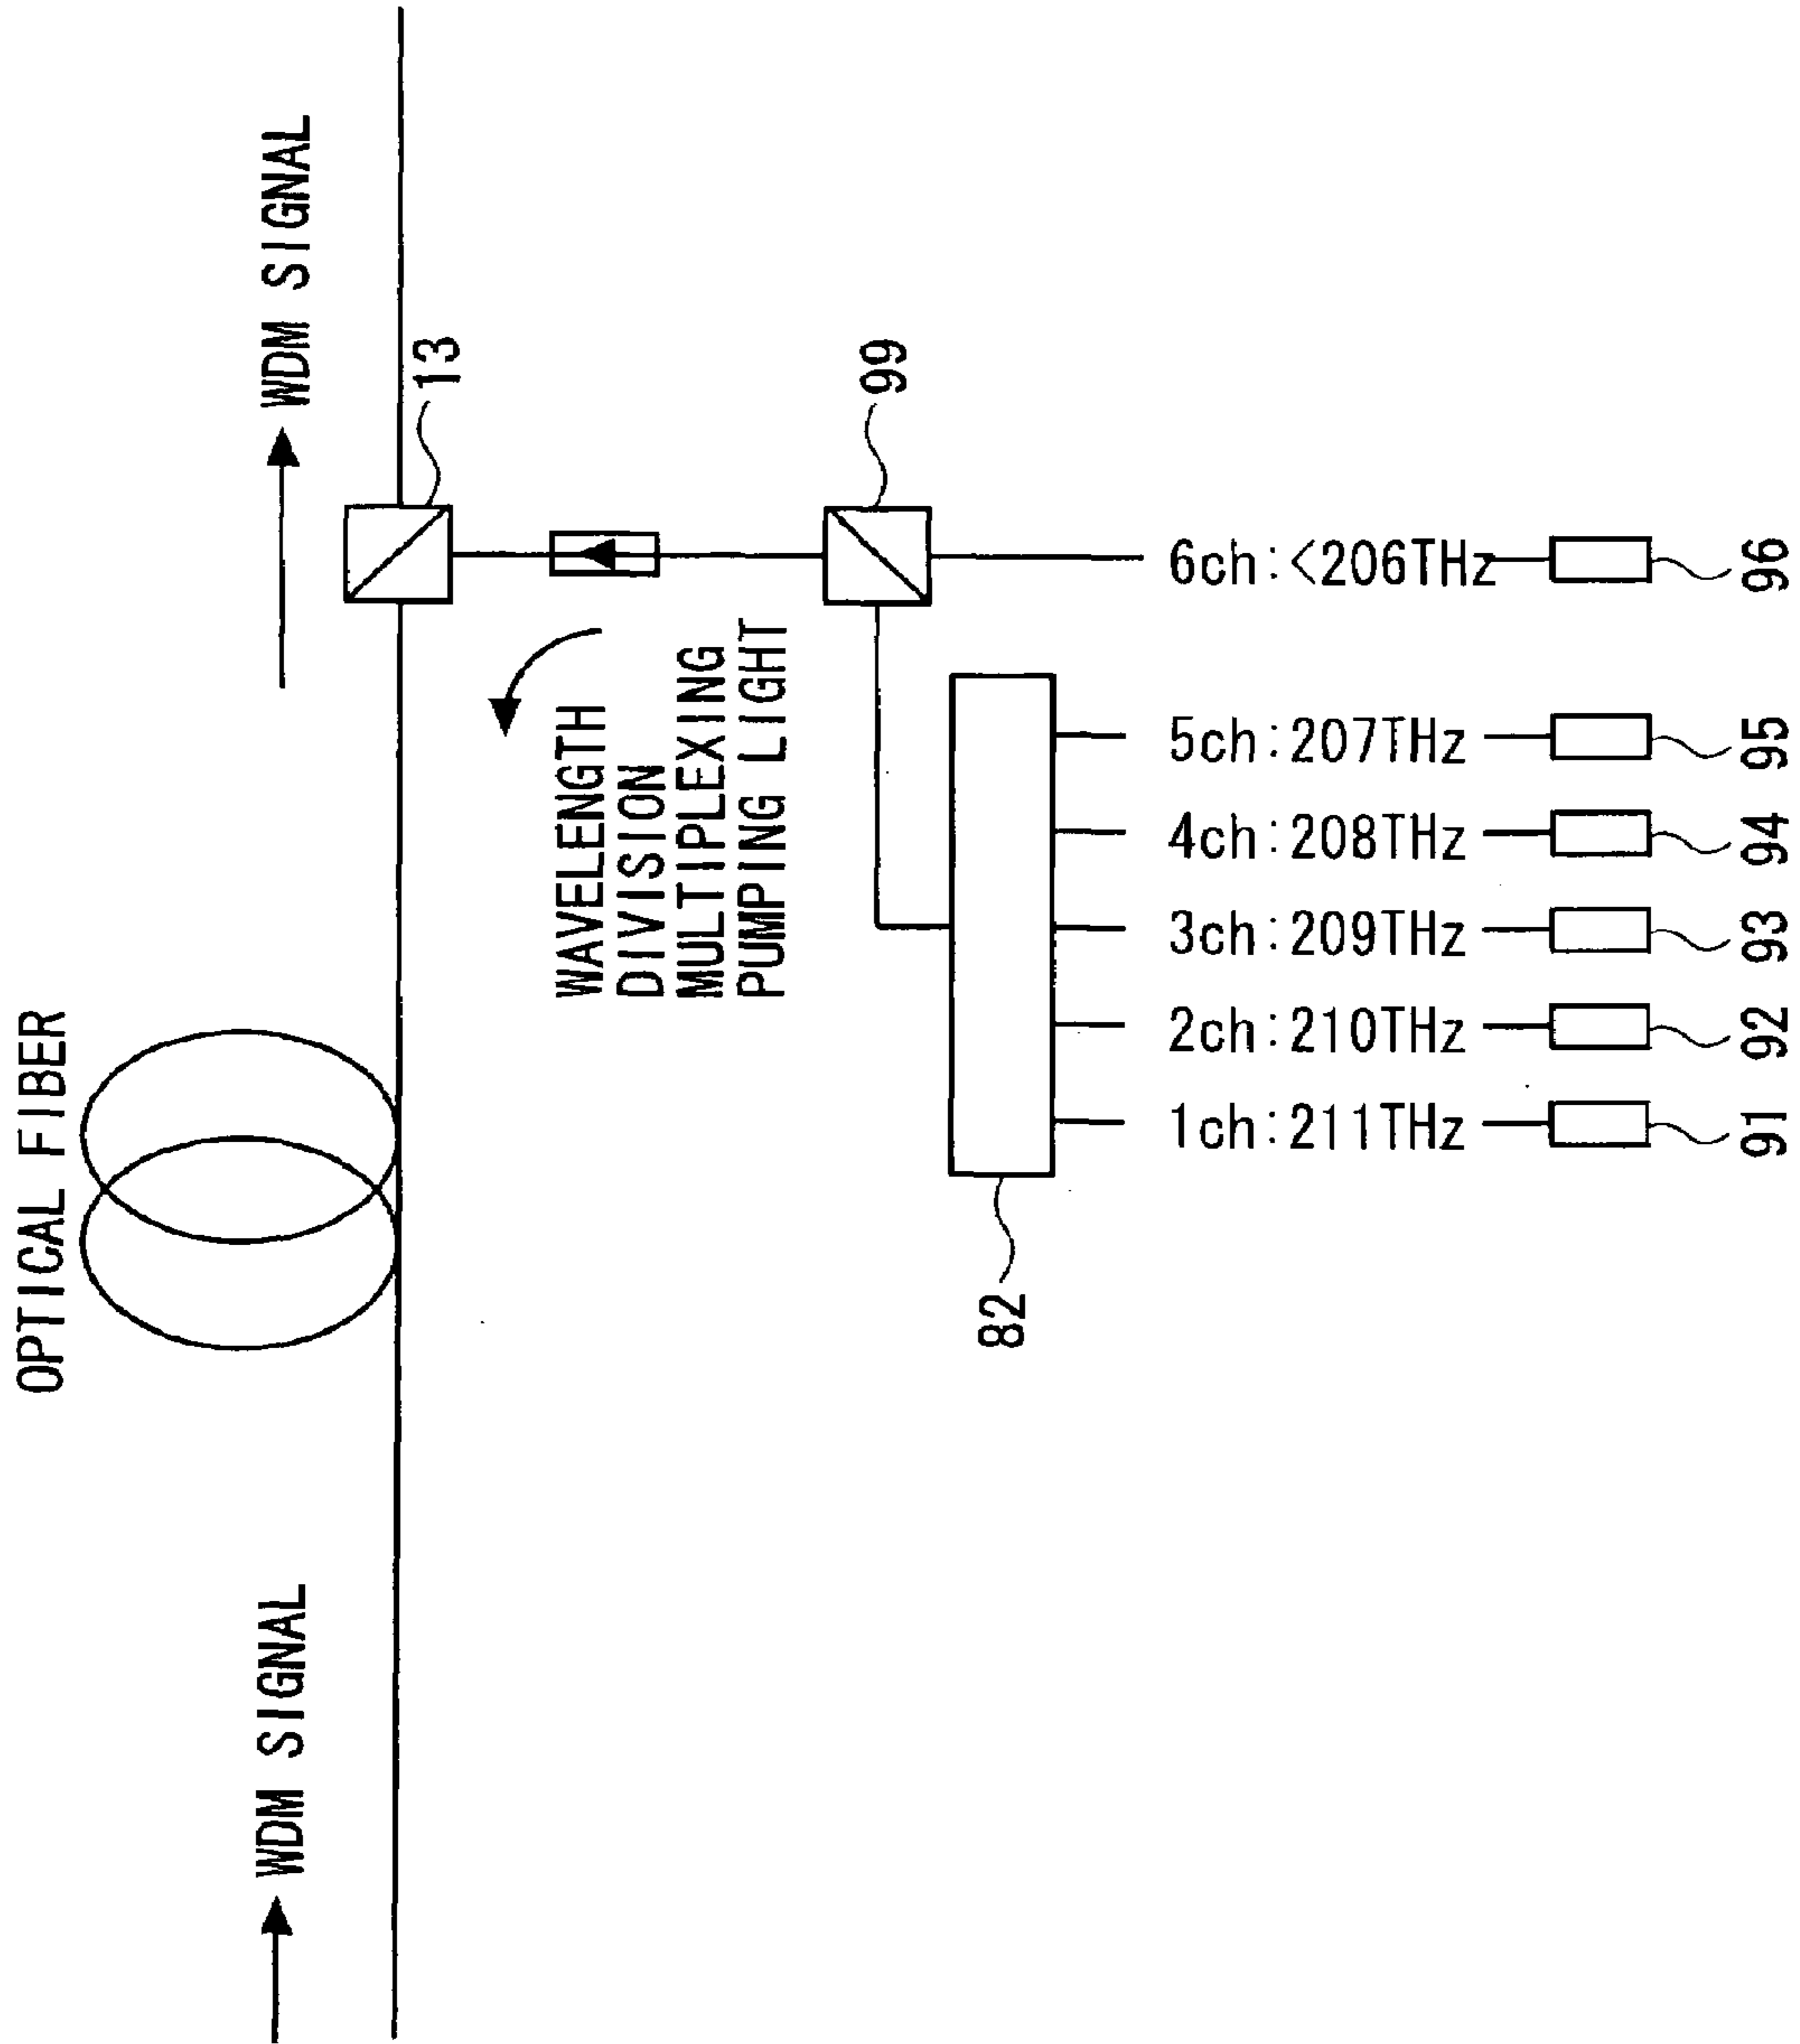 OPTICAL FIBER
WDM SIGNAL
WDM SIGNAL
13
WAVELENGTH
DIVISION
MULTIPLEXING
PUMPING LIGHT
99
82
6ch:<206THz
96
5ch:207THz
95
4ch:208THz
94
3ch:209THz
93
2ch:210THz
92
1ch:211THz
91